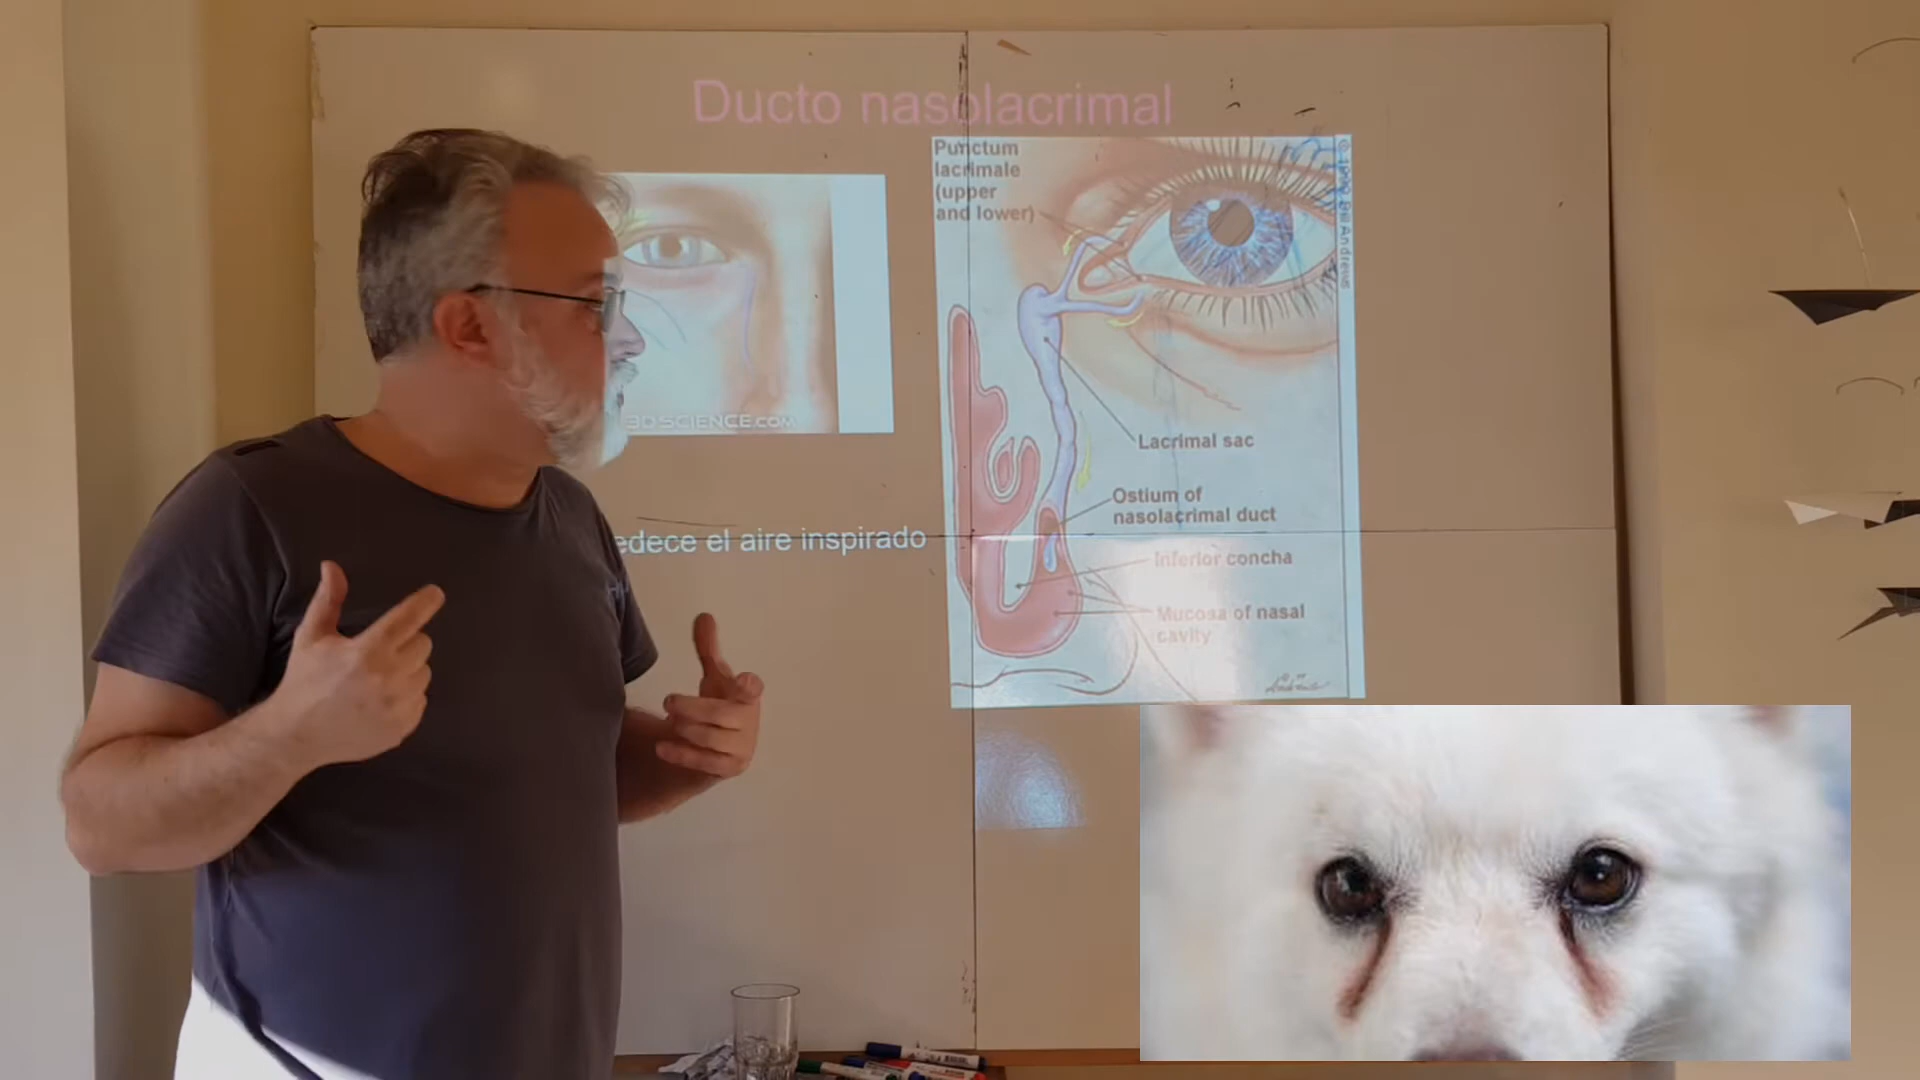 Ducto nasolacrimal
Punctum
lacrimale
(upper
and lower)
3DSCIENCE.COM
Lacrimal sac
Ostium of
nasolacrimal duct
el aire inspirado
Inferior concha
Mucosa of nasal
cavity